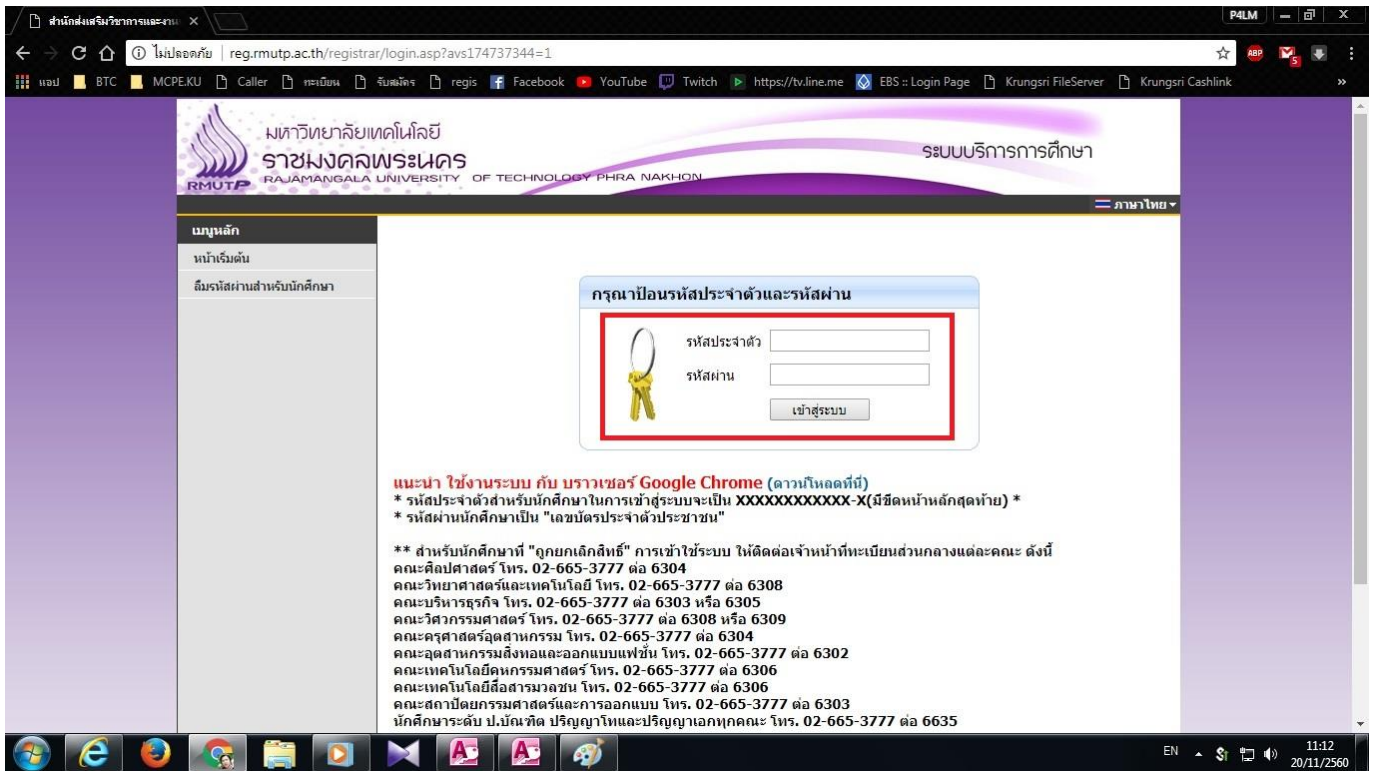 สำนักส่งเสริมวิชาการและงาน
P4LM
ไม่ปลอดภัย | reg.rmutp.ac.th/registrar/login.asp?avs174737344=1
ABP
5
แอป BTC MCPE.KU Caller ทะเบียน รับสมัคร regis Facebook YouTube Twitch https://tv.line.me EBS :: Login Page Krungsri FileServer Krungsri Cashlink »
มหาวิทยาลัยเทคโนโลยี
ราชมงคลพระนคร
RAJAMANGALA UNIVERSITY OF TECHNOLOGY PHRA NAKHON
RMUTP
ระบบบริการการศึกษา
ภาษาไทย
เมนูหลัก
หน้าเริ่มต้น
ลืมรหัสผ่านสำหรับนักศึกษา
กรุณาป้อนรหัสประจำตัวและรหัสผ่าน
รหัสประจำตัว
รหัสผ่าน
เข้าสู่ระบบ
แนะนำ ใช้งานระบบ กับ บราวเซอร์ Google Chrome (ดาวน์โหลดที่นี่)
* รหัสประจำตัวสำหรับนักศึกษาในการเข้าสู่ระบบจะเป็น XXXXXXXXXXXX-X(มีขีดหน้าหลักสุดท้าย) *
* รหัสผ่านนักศึกษาเป็น "เลขบัตรประจำตัวประชาชน"
** สำหรับนักศึกษาที่ "ถูกยกเลิกสิทธิ์" การเข้าใช้ระบบ ให้ติดต่อเจ้าหน้าที่ทะเบียนส่วนกลางแต่ละคณะ ดังนี้
คณะศิลปศาสตร์ โทร. 02-665-3777 ต่อ 6304
คณะวิทยาศาสตร์และเทคโนโลยี โทร. 02-665-3777 ต่อ 6308
คณะบริหารธุรกิจ โทร. 02-665-3777 ต่อ 6303 หรือ 6305
คณะวิศวกรรมศาสตร์ โทร. 02-665-3777 ต่อ 6308 หรือ 6309
คณะครุศาสตร์อุตสาหกรรม โทร. 02-665-3777 ต่อ 6304
คณะอุตสาหกรรมสิ่งทอและออกแบบแฟชั่น โทร. 02-665-3777 ต่อ 6302
คณะเทคโนโลยีคหกรรมศาสตร์ โทร. 02-665-3777 ต่อ 6306
คณะเทคโนโลยีสื่อสารมวลชน โทร. 02-665-3777 ต่อ 6306
คณะสถาปัตยกรรมศาสตร์และการออกแบบ โทร. 02-665-3777 ต่อ 6303
นักศึกษาระดับ ป.บัณฑิต ปริญญาโทและปริญญาเอกทุกคณะ โทร. 02-665-3777 ต่อ 6635
EN
11:12
20/11/2560